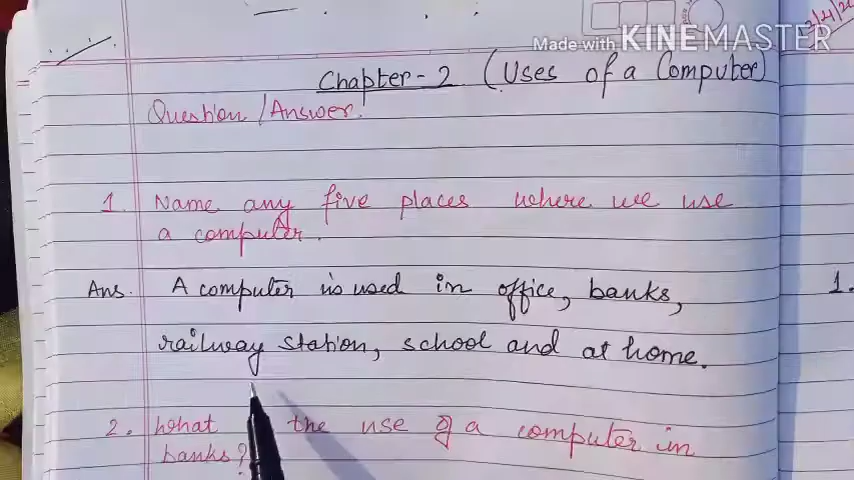 Made with KINEMASTER
Chapter-2 (Uses of a Computer)
Question/Answer.
1. Name any five places where we use
a computer.
Ans. A computer is used in office, banks,
railway station, school and at home.
1.
2. What the use of a computer in
banks?